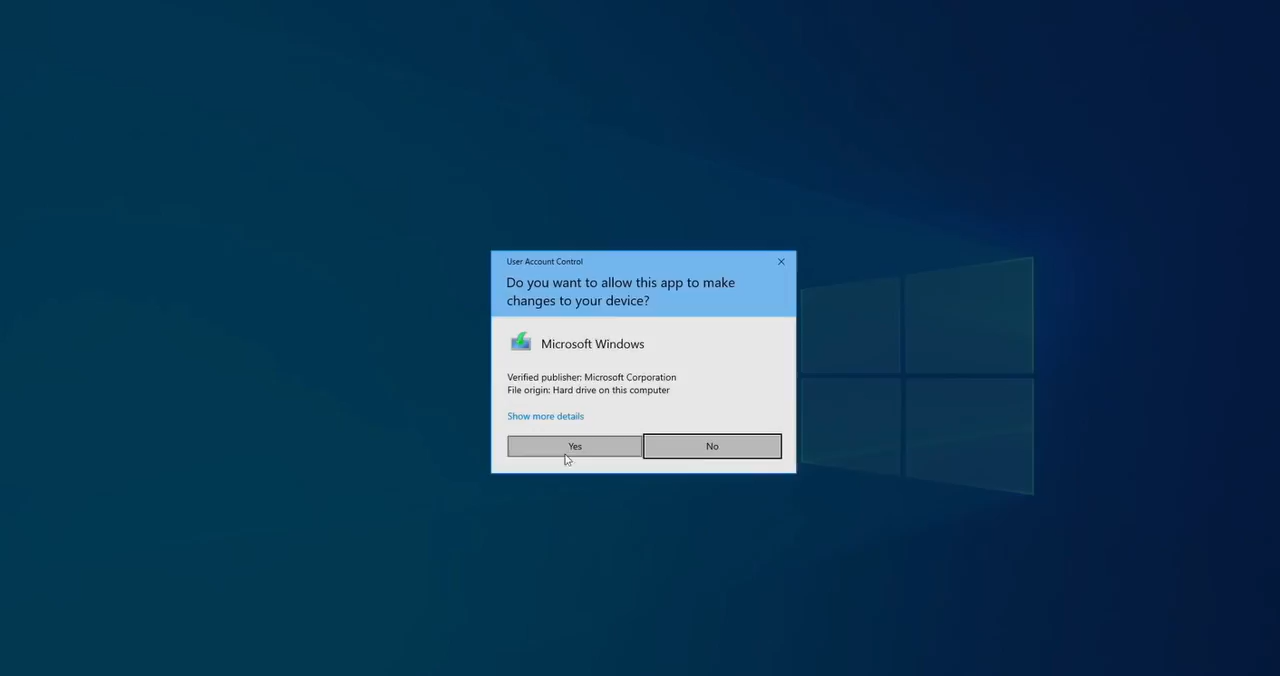 User Account Control
Do you want to allow this app to make
changes to your device?
Microsoft Windows
Verified publisher: Microsoft Corporation
File origin: Hard drive on this computer
Show more details
Yes
No